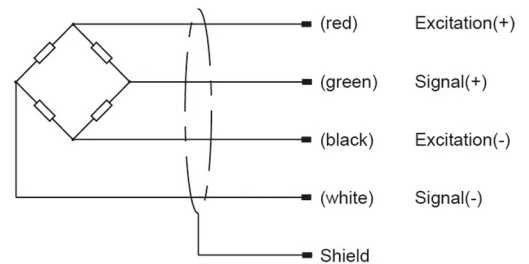 (red) Excitation(+)
(green) Signal(+)
(black) Excitation(-)
(white) Signal(-)
Shield